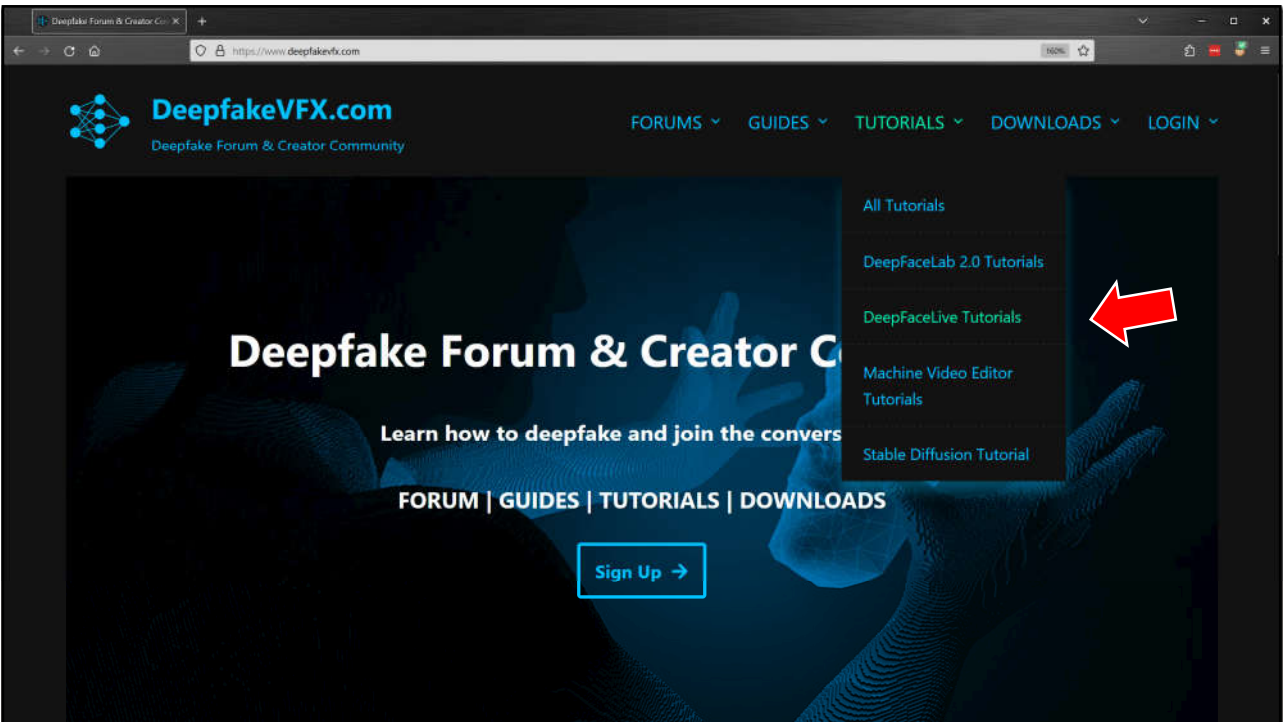 Deepfake Forum & Creator Co
https://www.deepfakevfx.com
160%
DeepfakeVFX.com
Deepfake Forum & Creator Community
FORUMS
GUIDES
TUTORIALS
DOWNLOADS
LOGIN
All Tutorials
DeepFaceLab 2.0 Tutorials
DeepFaceLive Tutorials
Machine Video Editor
Tutorials
Stable Diffusion Tutorial
Deepfake Forum & Creator C
Learn how to deepfake and join the convers
FORUM | GUIDES | TUTORIALS | DOWNLOADS
Sign Up →